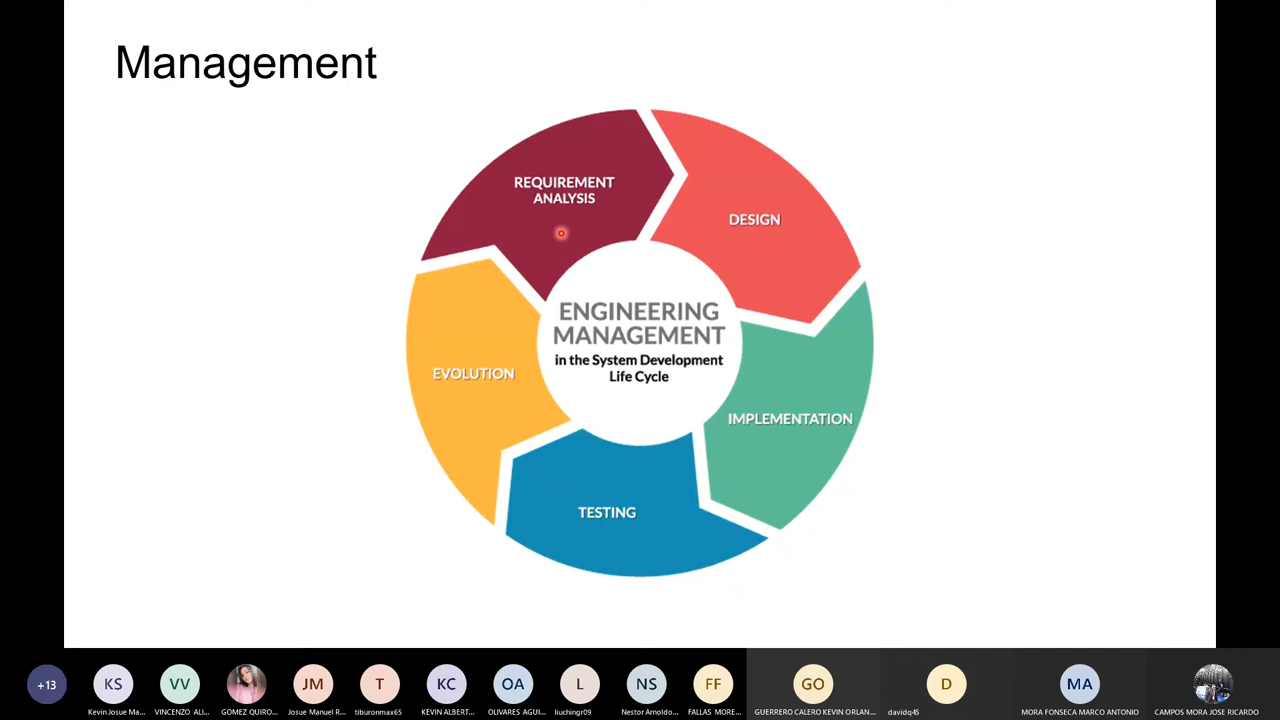 Management
REQUIREMENT
ANALYSIS
DESIGN
ENGINEERING
MANAGEMENT
in the System Development
Life Cycle
EVOLUTION
IMPLEMENTATION
TESTING
+13
KS
VV
JM
T
KC
OA
L
NS
FF
GO
D
MA
Kevin Josue Ma...
VINCENZO ALI...
GOMEZ QUIRO...
Josue Manuel R...
tiburonmax65
KEVIN ALBERT...
OLIVARES AGUI...
liuchingr09
Nestor Arnoldo...
FALLAS MORE...
GUERRERO CALERO KEVIN ORLAN...
davidq45
MORA FONSECA MARCO ANTONIO
CAMPOS MORA JOSE RICARDO